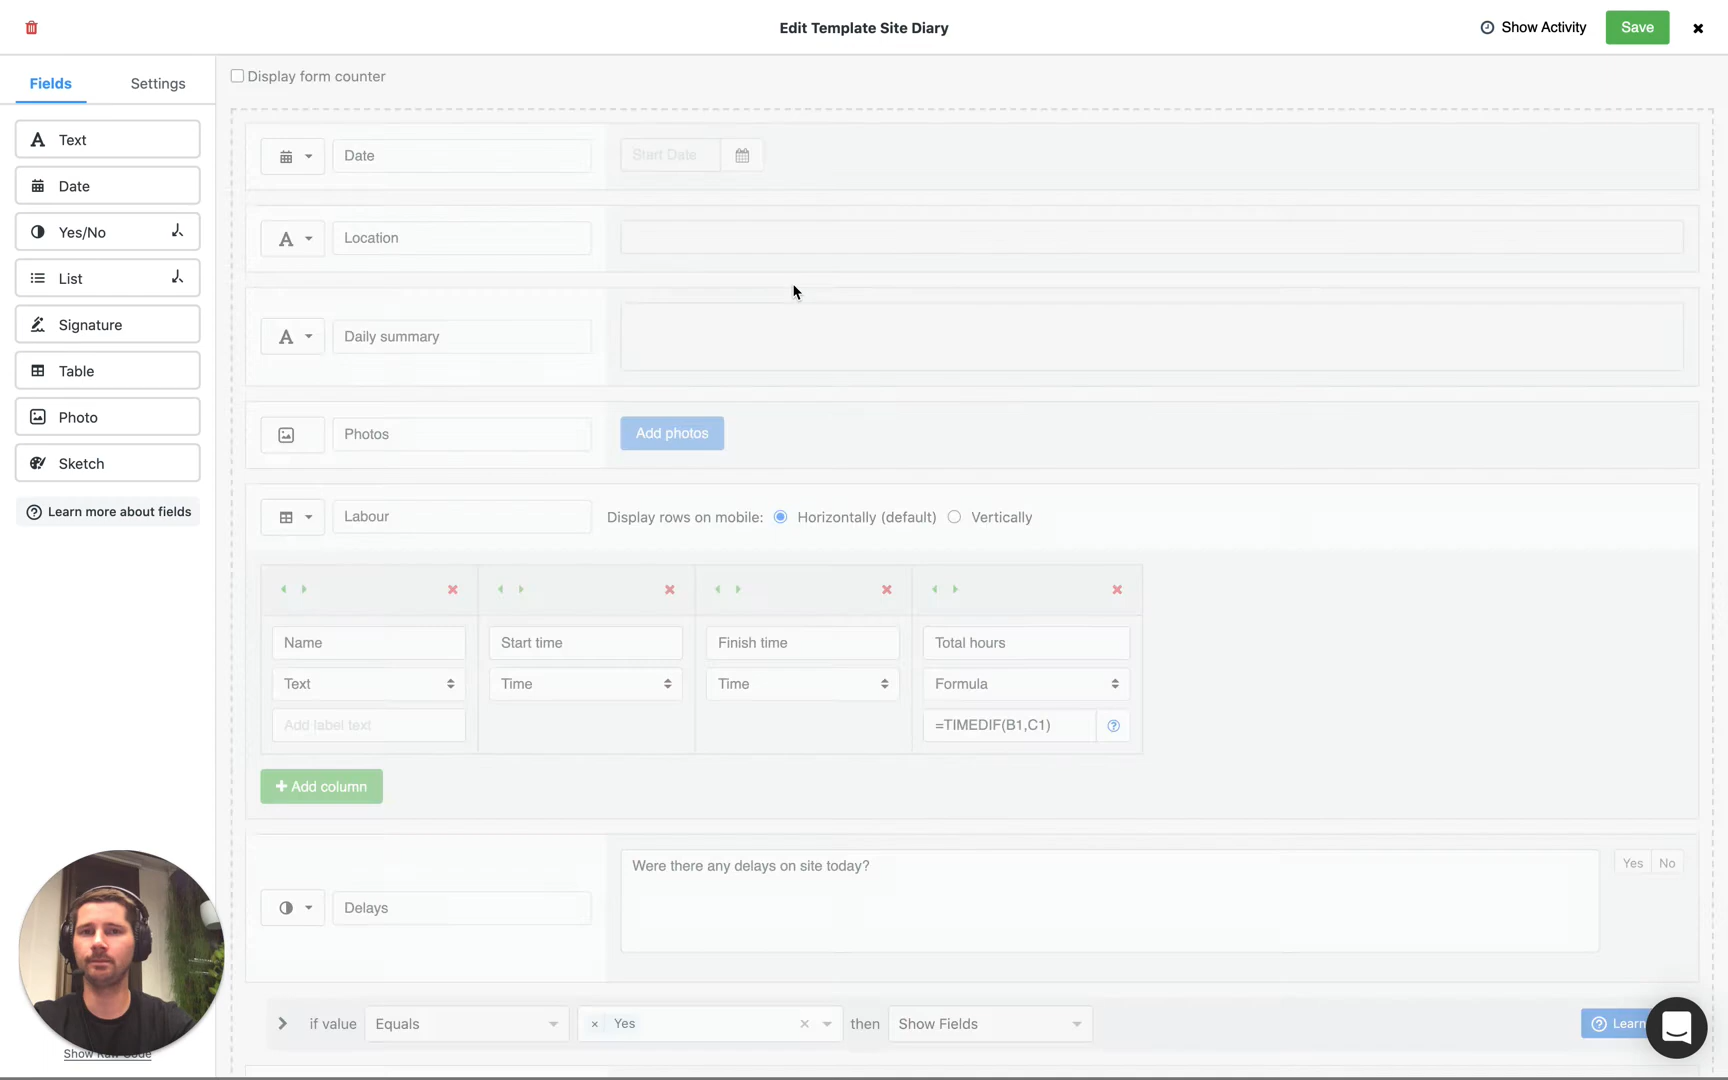 Edit Template Site Diary
Show Activity
Save
Fields
Settings
Display form counter
Text
Date
Yes/No
List
Signature
Table
Photo
Sketch
Learn more about fields
Date
Start Date
Location
Daily summary
Photos
Add photos
Labour
Display rows on mobile: Horizontally (default) Vertically
Name
Start time
Finish time
Total hours
Text
Time
Time
Formula
Add label text
=TIMEDIF(B1,C1)
Add column
Delays
Were there any delays on site today?
Yes No
if value Equals Yes then Show Fields
Learn
Show Raw Code